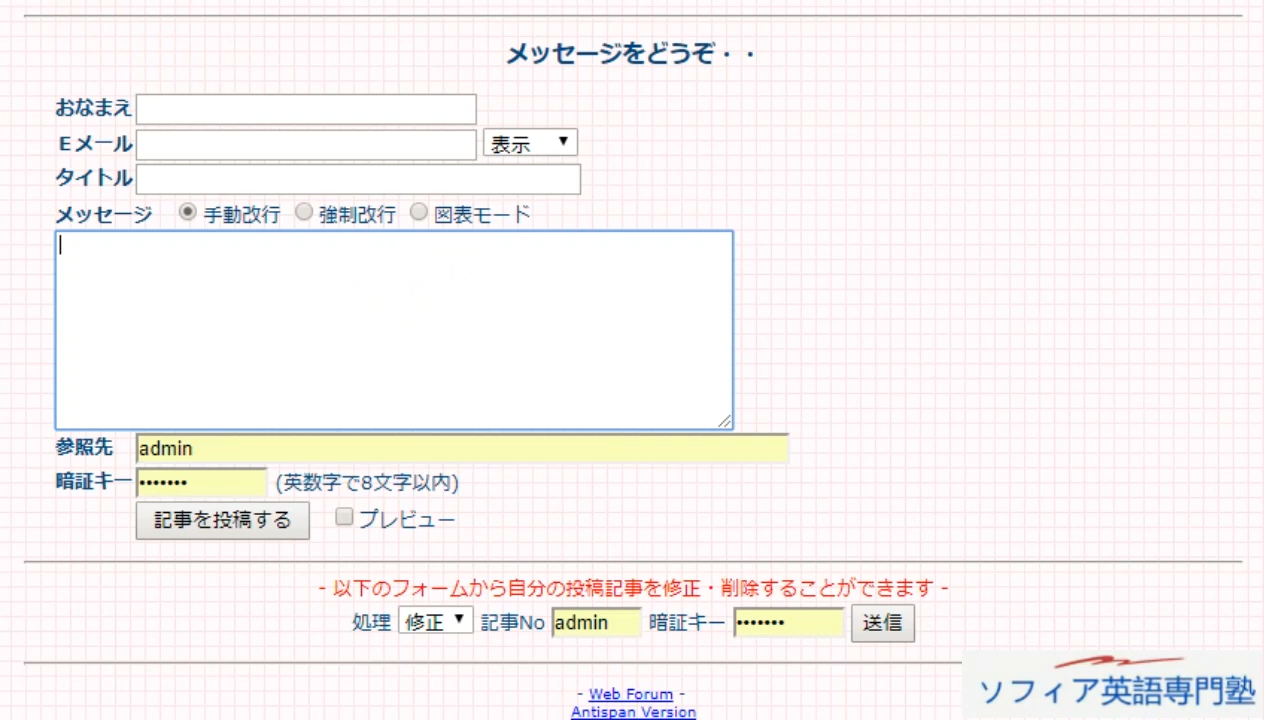 メッセージをどうぞ・・
おなまえ
Eメール 表示
タイトル
メッセージ 手動改行 強制改行 図表モード
参照先 admin
暗証キー ••••••• (英数字で8文字以内)
記事を投稿する プレビュー
- 以下のフォームから自分の投稿記事を修正・削除することができます -
処理 修正 記事No admin 暗証キー ••••••• 送信
ソフィア英語専門塾
- Web Forum -
Antispan Version